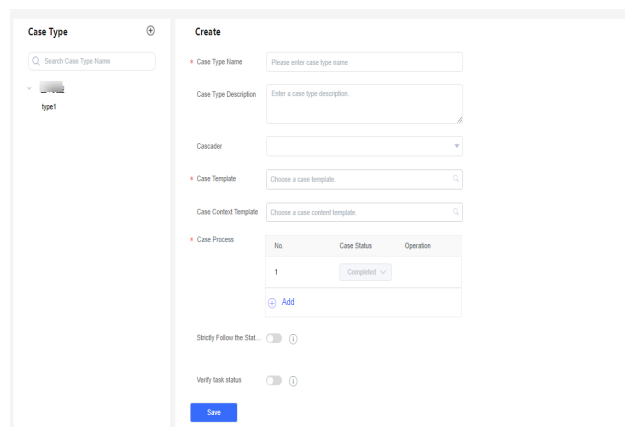 Case Type
Search Case Type Name
type1
Create
* Case Type Name
Please enter case type name
Case Type Description
Enter a case type description.
Cascader
* Case Template
Choose a case template.
Case Context Template
Choose a case content template.
* Case Process
No. Case Status Operation
1 Completed
Add
Strictly Follow the Stat...
Verify task status
Save